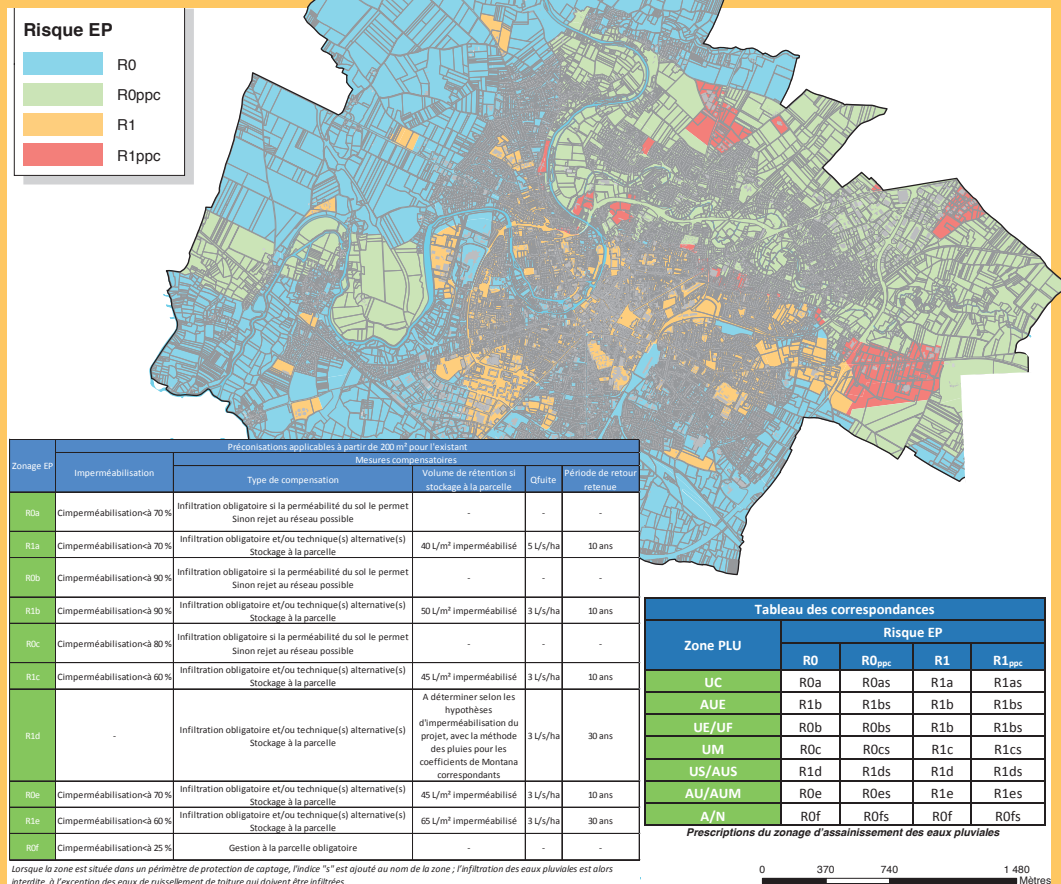 Risque EP
R0
R0ppc
R1
R1ppc
Zonage EP
Préconisations applicables à partir de 200 m² pour l'existant
Imperméabilisation
Mesures compensatoires
Type de compensation
Volume de rétention si
stockage à la parcelle
Qfuite
Période de retour
retenue
R0a
Cimperméabilisation<à 70 %
Infiltration obligatoire si la perméabilité du sol le permet
Sinon rejet au réseau possible
-
-
-
R1a
Cimperméabilisation<à 70 %
Infiltration obligatoire et/ou technique(s) alternative(s)
Stockage à la parcelle
40 L/m² imperméabilisé
5 L/s/ha
10 ans
R0b
Cimperméabilisation<à 90 %
Infiltration obligatoire si la perméabilité du sol le permet
Sinon rejet au réseau possible
-
-
-
R1b
Cimperméabilisation<à 90 %
Infiltration obligatoire et/ou technique(s) alternative(s)
Stockage à la parcelle
50 L/m² imperméabilisé
3 L/s/ha
10 ans
R0c
Cimperméabilisation<à 80 %
Infiltration obligatoire si la perméabilité du sol le permet
Sinon rejet au réseau possible
-
-
-
R1c
Cimperméabilisation<à 60 %
Infiltration obligatoire et/ou technique(s) alternative(s)
Stockage à la parcelle
45 L/m² imperméabilisé
3 L/s/ha
10 ans
R1d
-
Infiltration obligatoire et/ou technique(s) alternative(s)
Stockage à la parcelle
A déterminer selon les
hypothèses
d'imperméabilisation du
projet, avec la méthode
des pluies pour les
coefficients de Montana
correspondants
3 L/s/ha
30 ans
R0e
Cimperméabilisation<à 70 %
Infiltration obligatoire et/ou technique(s) alternative(s)
Stockage à la parcelle
45 L/m² imperméabilisé
3 L/s/ha
10 ans
R1e
Cimperméabilisation<à 60 %
Infiltration obligatoire et/ou technique(s) alternative(s)
Stockage à la parcelle
65 L/m² imperméabilisé
3 L/s/ha
30 ans
R0f
Cimperméabilisation<à 25 %
Gestion à la parcelle obligatoire
-
-
-
Lorsque la zone est située dans un périmètre de protection de captage, l'indice "s" est ajouté au nom de la zone ; l'infiltration des eaux pluviales est alors
interdite, à l'exception des eaux de ruissellement de toiture qui doivent être infiltrées
Tableau des correspondances
Zone PLU
Risque EP
R0 R0ppc R1 R1ppc
UC R0a R0as R1a R1as
AUE R1b R1bs R1b R1bs
UE/UF R0b R0bs R1b R1bs
UM R0c R0cs R1c R1cs
US/AUS R1d R1ds R1d R1ds
AU/AUM R0e R0es R1e R1es
A/N R0f R0fs R0f R0fs
Prescriptions du zonage d'assainissement des eaux pluviales
0 370 740 1 480
Mètres